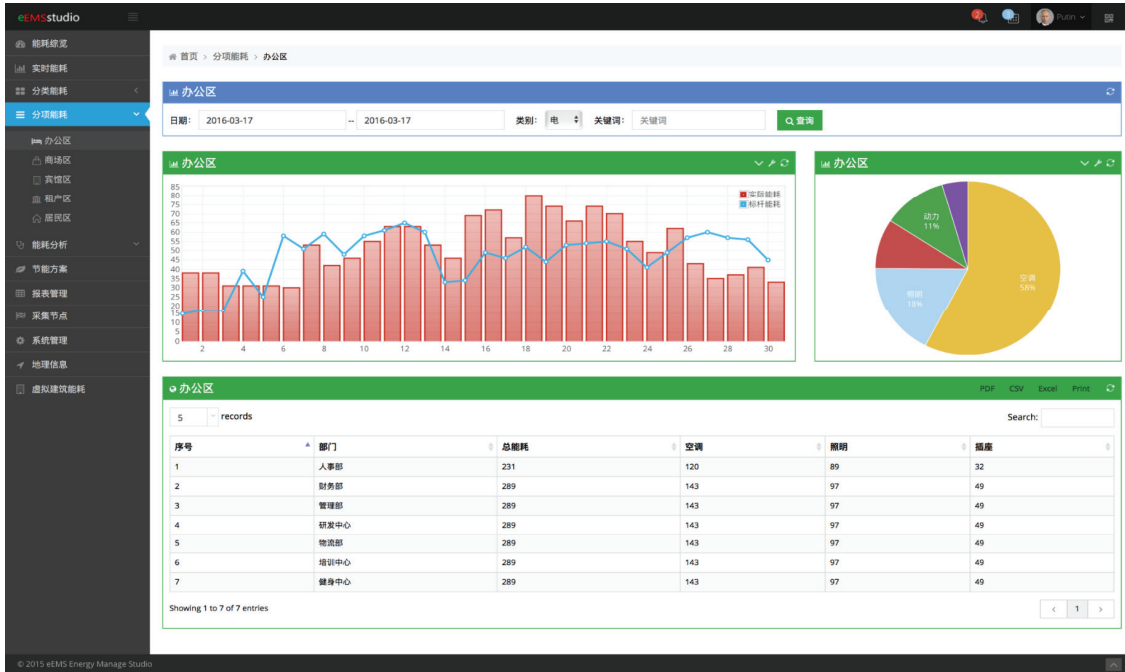 eEMSstudio
2
Putin
能耗综览
实时能耗
分类能耗
分项能耗
办公区
商场区
宾馆区
租户区
居民区
能耗分析
节能方案
报表管理
采集节点
系统管理
地理信息
虚拟建筑能耗
首页 > 分项能耗 > 办公区
办公区
日期: 2016-03-17 -- 2016-03-17 类别: 电 关键词: 关键词 查询
办公区
85
80
75
70
65
60
55
50
45
40
35
30
25
20
15
10
5
0
实际能耗
标杆能耗
2 4 6 8 10 12 14 16 18 20 22 24 26 28 30
办公区
动力
11%
空调
58%
照明
18%
办公区 PDF CSV Excel Print
5 records Search:
序号 部门 总能耗 空调 照明 插座
1 人事部 231 120 89 32
2 财务部 289 143 97 49
3 管理部 289 143 97 49
4 研发中心 289 143 97 49
5 物流部 289 143 97 49
6 培训中心 289 143 97 49
7 健身中心 289 143 97 49
Showing 1 to 7 of 7 entries < 1 >
© 2015 eEMS Energy Manage Studio